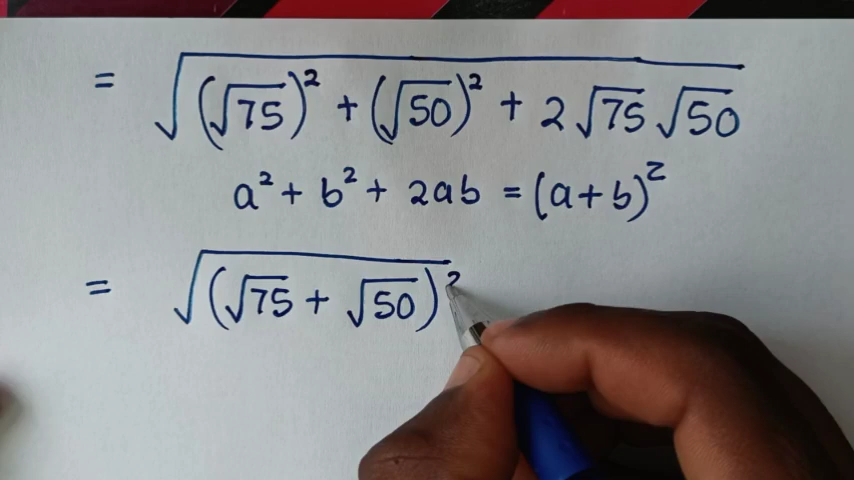 = √((√75)² + (√50)² + 2√75 √50)
a² + b² + 2ab = (a+b)²
= √((√75 + √50)²)